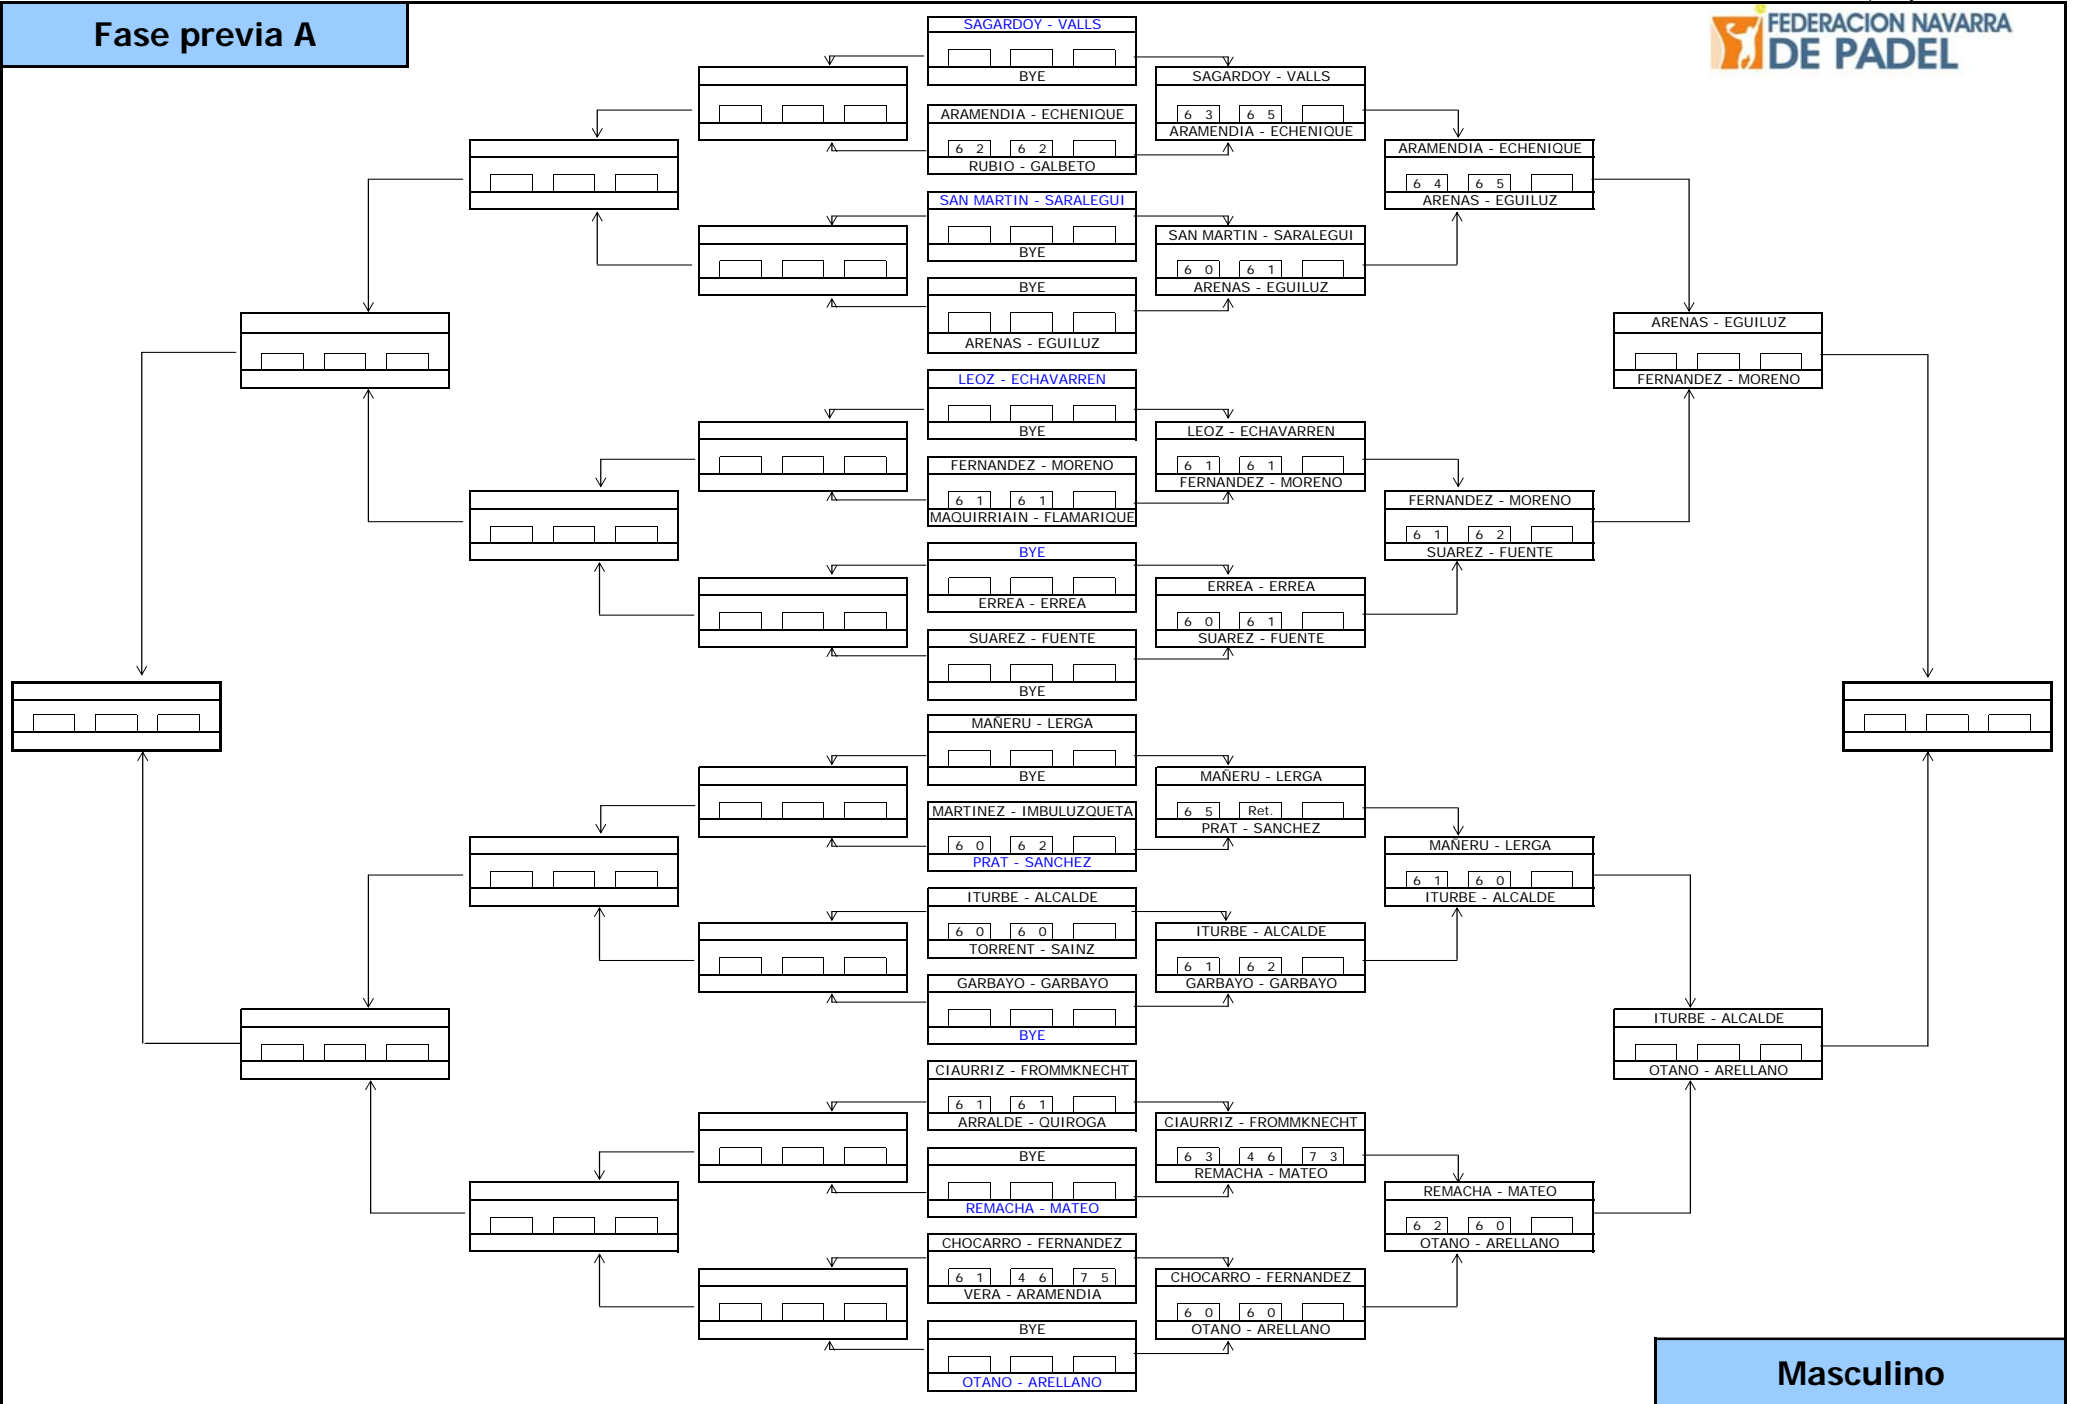 Fase previa A
FEDERACION NAVARRA
DE PADEL
SAGARDOY - VALLS
BYE
ARAMENDIA - ECHENIQUE
6 2 6 2
RUBIO - GALBETO
SAN MARTIN - SARALEGUI
BYE
BYE
ARENAS - EGUILUZ
LEOZ - ECHAVARREN
BYE
FERNANDEZ - MORENO
6 1 6 1
MAQUIRRIAIN - FLAMARIQUE
BYE
ERREA - ERREA
SUAREZ - FUENTE
BYE
MAÑERU - LERGA
BYE
MARTINEZ - IMBULUZQUETA
6 0 6 2
PRAT - SANCHEZ
ITURBE - ALCALDE
6 0 6 0
TORRENT - SAINZ
GARBAYO - GARBAYO
BYE
CIAURRIZ - FROMMKNECHT
6 1 6 1
ARRALDE - QUIROGA
BYE
REMACHA - MATEO
CHOCARRO - FERNANDEZ
6 1 4 6 7 5
VERA - ARAMENDIA
BYE
OTANO - ARELLANO
SAGARDOY - VALLS
6 3 6 5
ARAMENDIA - ECHENIQUE
SAN MARTIN - SARALEGUI
6 0 6 1
ARENAS - EGUILUZ
LEOZ - ECHAVARREN
6 1 6 1
FERNANDEZ - MORENO
ERREA - ERREA
6 0 6 1
SUAREZ - FUENTE
MAÑERU - LERGA
6 5 Ret.
PRAT - SANCHEZ
ITURBE - ALCALDE
6 1 6 2
GARBAYO - GARBAYO
CIAURRIZ - FROMMKNECHT
6 3 4 6 7 3
REMACHA - MATEO
CHOCARRO - FERNANDEZ
6 0 6 0
OTANO - ARELLANO
ARAMENDIA - ECHENIQUE
6 4 6 5
ARENAS - EGUILUZ
FERNANDEZ - MORENO
6 1 6 2
SUAREZ - FUENTE
MAÑERU - LERGA
6 1 6 0
ITURBE - ALCALDE
REMACHA - MATEO
6 2 6 0
OTANO - ARELLANO
ARENAS - EGUILUZ
FERNANDEZ - MORENO
ITURBE - ALCALDE
OTANO - ARELLANO
Masculino